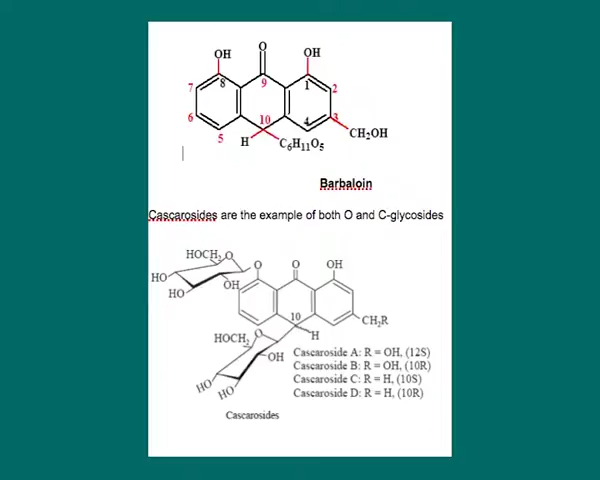 OH O OH
7 8 9 1 2
6 10 4 3
5 H C6H11O5 CH2OH
Barbaloin
Cascarosides are the example of both O and C-glycosides
HOCH2 O O O OH
HO HO OH
10 CH2R
H
HOCH2 O
OH Cascaroside A: R = OH, (12S)
Cascaroside B: R = OH, (10R)
HO Cascaroside C: R = H, (10S)
HO Cascaroside D: R = H, (10R)
Cascarosides